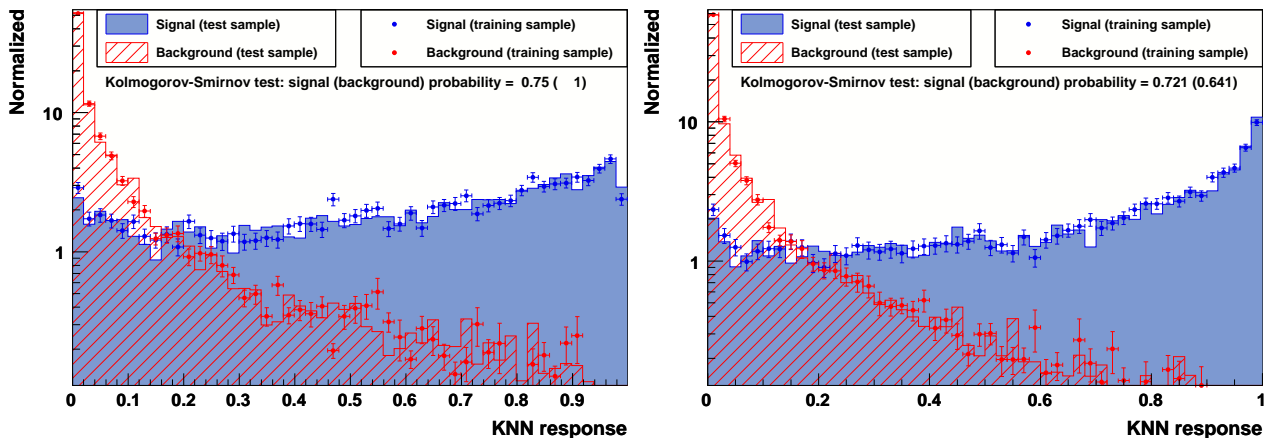 Normalized
Signal (test sample)
Background (test sample)
Signal (training sample)
Background (training sample)
Kolmogorov-Smirnov test: signal (background) probability = 0.75 ( 1)
10
1
0 0.1 0.2 0.3 0.4 0.5 0.6 0.7 0.8 0.9
KNN response
Normalized
Signal (test sample)
Background (test sample)
Signal (training sample)
Background (training sample)
Kolmogorov-Smirnov test: signal (background) probability = 0.721 (0.641)
10
1
0 0.2 0.4 0.6 0.8 1
KNN response